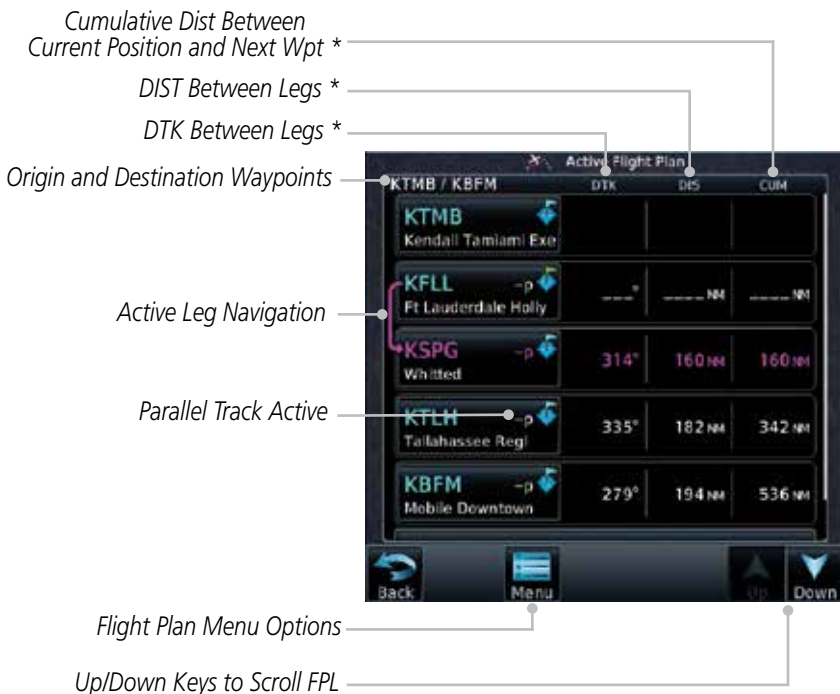 Cumulative Dist Between
Current Position and Next Wpt *
DIST Between Legs *
DTK Between Legs *
Origin and Destination Waypoints
Active Leg Navigation
Parallel Track Active
Flight Plan Menu Options
Up/Down Keys to Scroll FPL
Active Flight Plan
KTMB / KBFM DTK DIS CUM
KTMB
Kendall Tamiami Exe
KFLL -p ___° ____NM ____NM
Ft Lauderdale Holly
KSPG -p 314° 160NM 160NM
Whitted
KTLH -p 335° 182NM 342NM
Tallahassee Regl
KBFM -p 279° 194NM 536NM
Mobile Downtown
Back Menu Up Down